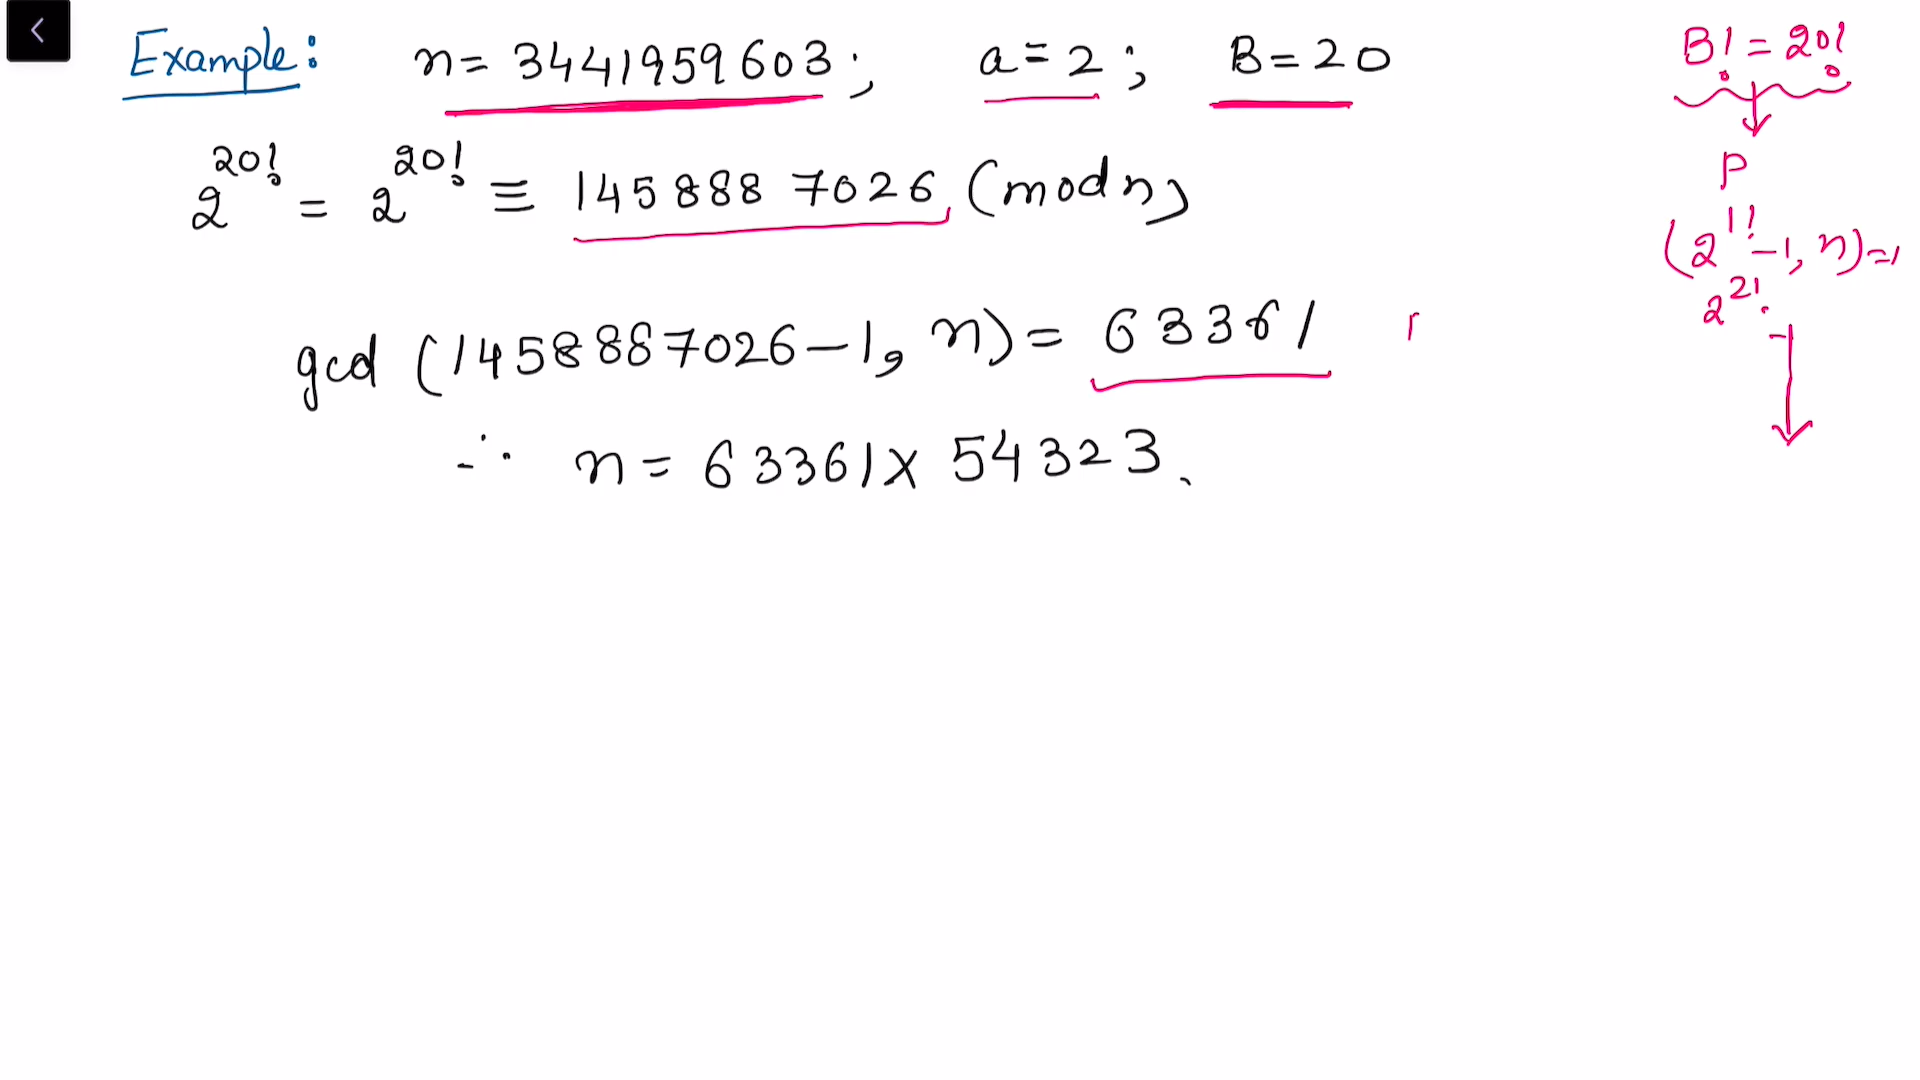 Example: n = 3441959603; a = 2; B = 20
2^20! = 2^20! ≡ 1458887026 (mod n)
gcd (1458887026 – 1, n) = 63361
∴ n = 63361 × 54323.
B! = 20!
p
(2^1! – 1, n) = 1
2^2! –